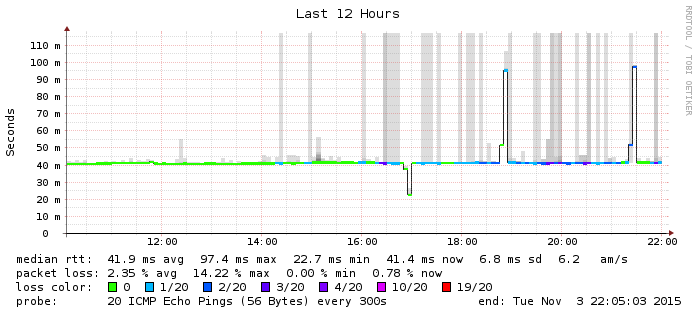 Last 12 Hours
RRDTOOL / TOBI OETIKER
Seconds
110 m
100 m
90 m
80 m
70 m
60 m
50 m
40 m
30 m
20 m
10 m
0
12:00 14:00 16:00 18:00 20:00 22:00
median rtt: 41.9 ms avg 97.4 ms max 22.7 ms min 41.4 ms now 6.8 ms sd 6.2 am/s
packet loss: 2.35 % avg 14.22 % max 0.00 % min 0.78 % now
loss color: 0 1/20 2/20 3/20 4/20 10/20 19/20
probe: 20 ICMP Echo Pings (56 Bytes) every 300s end: Tue Nov 3 22:05:03 2015